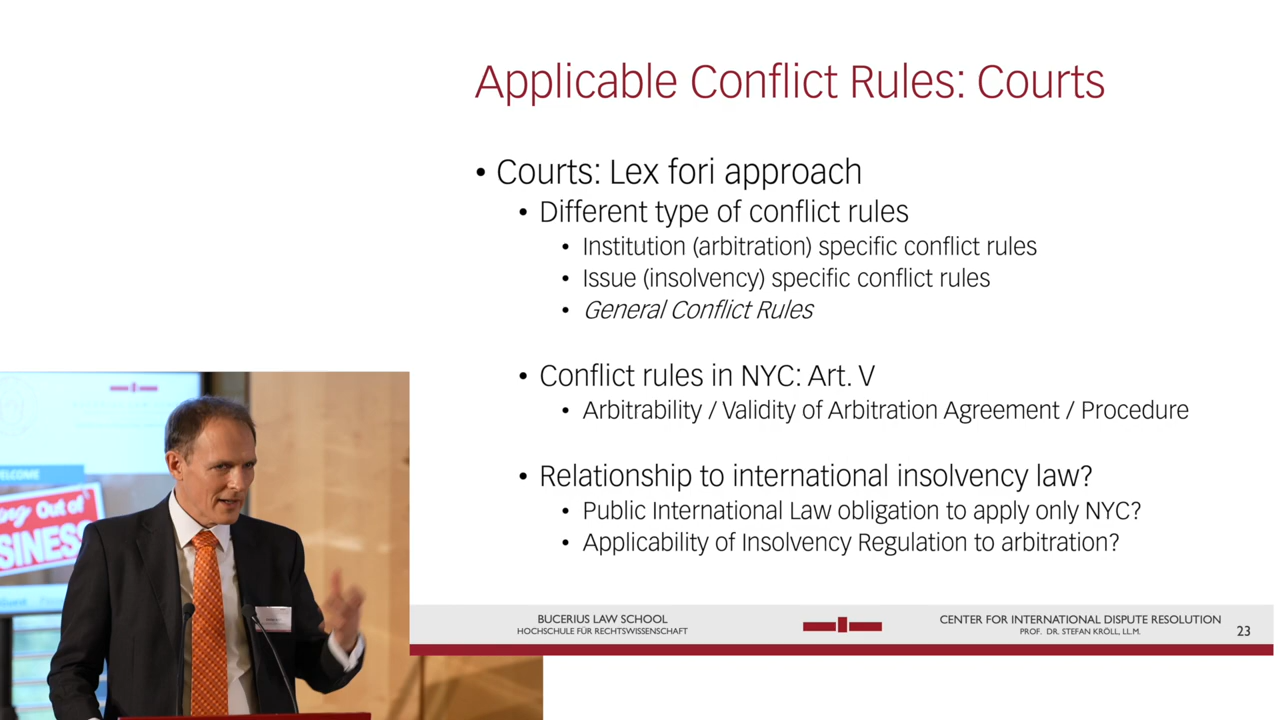 Applicable Conflict Rules: Courts
• Courts: Lex fori approach
• Different type of conflict rules
• Institution (arbitration) specific conflict rules
• Issue (insolvency) specific conflict rules
• General Conflict Rules
• Conflict rules in NYC: Art. V
• Arbitrability / Validity of Arbitration Agreement / Procedure
• Relationship to international insolvency law?
• Public International Law obligation to apply only NYC?
• Applicability of Insolvency Regulation to arbitration?
BUCERIUS LAW SCHOOL
HOCHSCHULE FÜR RECHTSWISSENSCHAFT
CENTER FOR INTERNATIONAL DISPUTE RESOLUTION
PROF. DR. STEFAN KRÖLL, LL.M.
23
ELCOME
ng Out of
SINESS